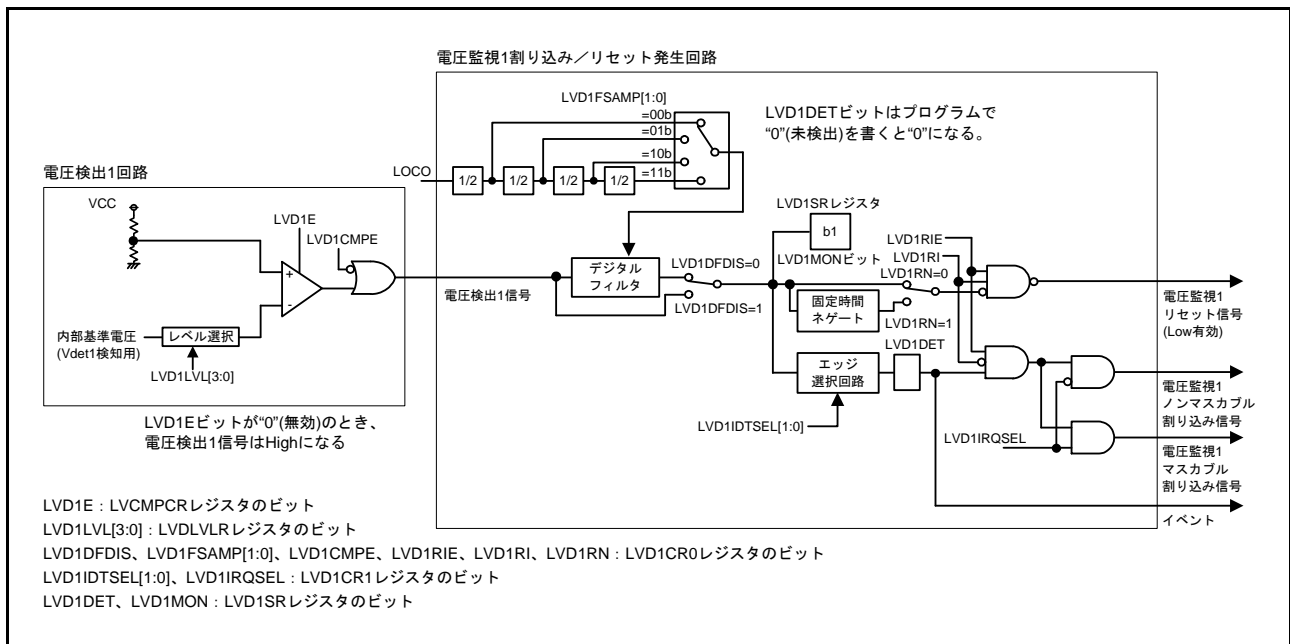 電圧監視1割り込み／リセット発生回路
LVD1FSAMP[1:0]
=00b
=01b
=10b
=11b
LVD1DETビットはプログラムで
“0”(未検出)を書くと“0”になる。
電圧検出1回路
LOCO
1/2
1/2
1/2
1/2
VCC
LVD1E
LVD1CMPE
+
-
内部基準電圧
(Vdet1検知用)
レベル選択
LVD1LVL[3:0]
電圧検出1信号
デジタル
フィルタ
LVD1DFDIS=0
LVD1DFDIS=1
LVD1SRレジスタ
b1
LVD1MONビット
LVD1RIE
LVD1RI
LVD1RN=0
固定時間
ネゲート
LVD1RN=1
LVD1DET
エッジ
選択回路
LVD1IDTSEL[1:0]
LVD1IRQSEL
電圧監視1
リセット信号
(Low有効)
電圧監視1
ノンマスカブル
割り込み信号
電圧監視1
マスカブル
割り込み信号
イベント
LVD1Eビットが“0”(無効)のとき、
電圧検出1信号はHighになる
LVD1E：LVCMPCRレジスタのビット
LVD1LVL[3:0]：LVDLVLRレジスタのビット
LVD1DFDIS、LVD1FSAMP[1:0]、LVD1CMPE、LVD1RIE、LVD1RI、LVD1RN：LVD1CR0レジスタのビット
LVD1IDTSEL[1:0]、LVD1IRQSEL：LVD1CR1レジスタのビット
LVD1DET、LVD1MON：LVD1SRレジスタのビット